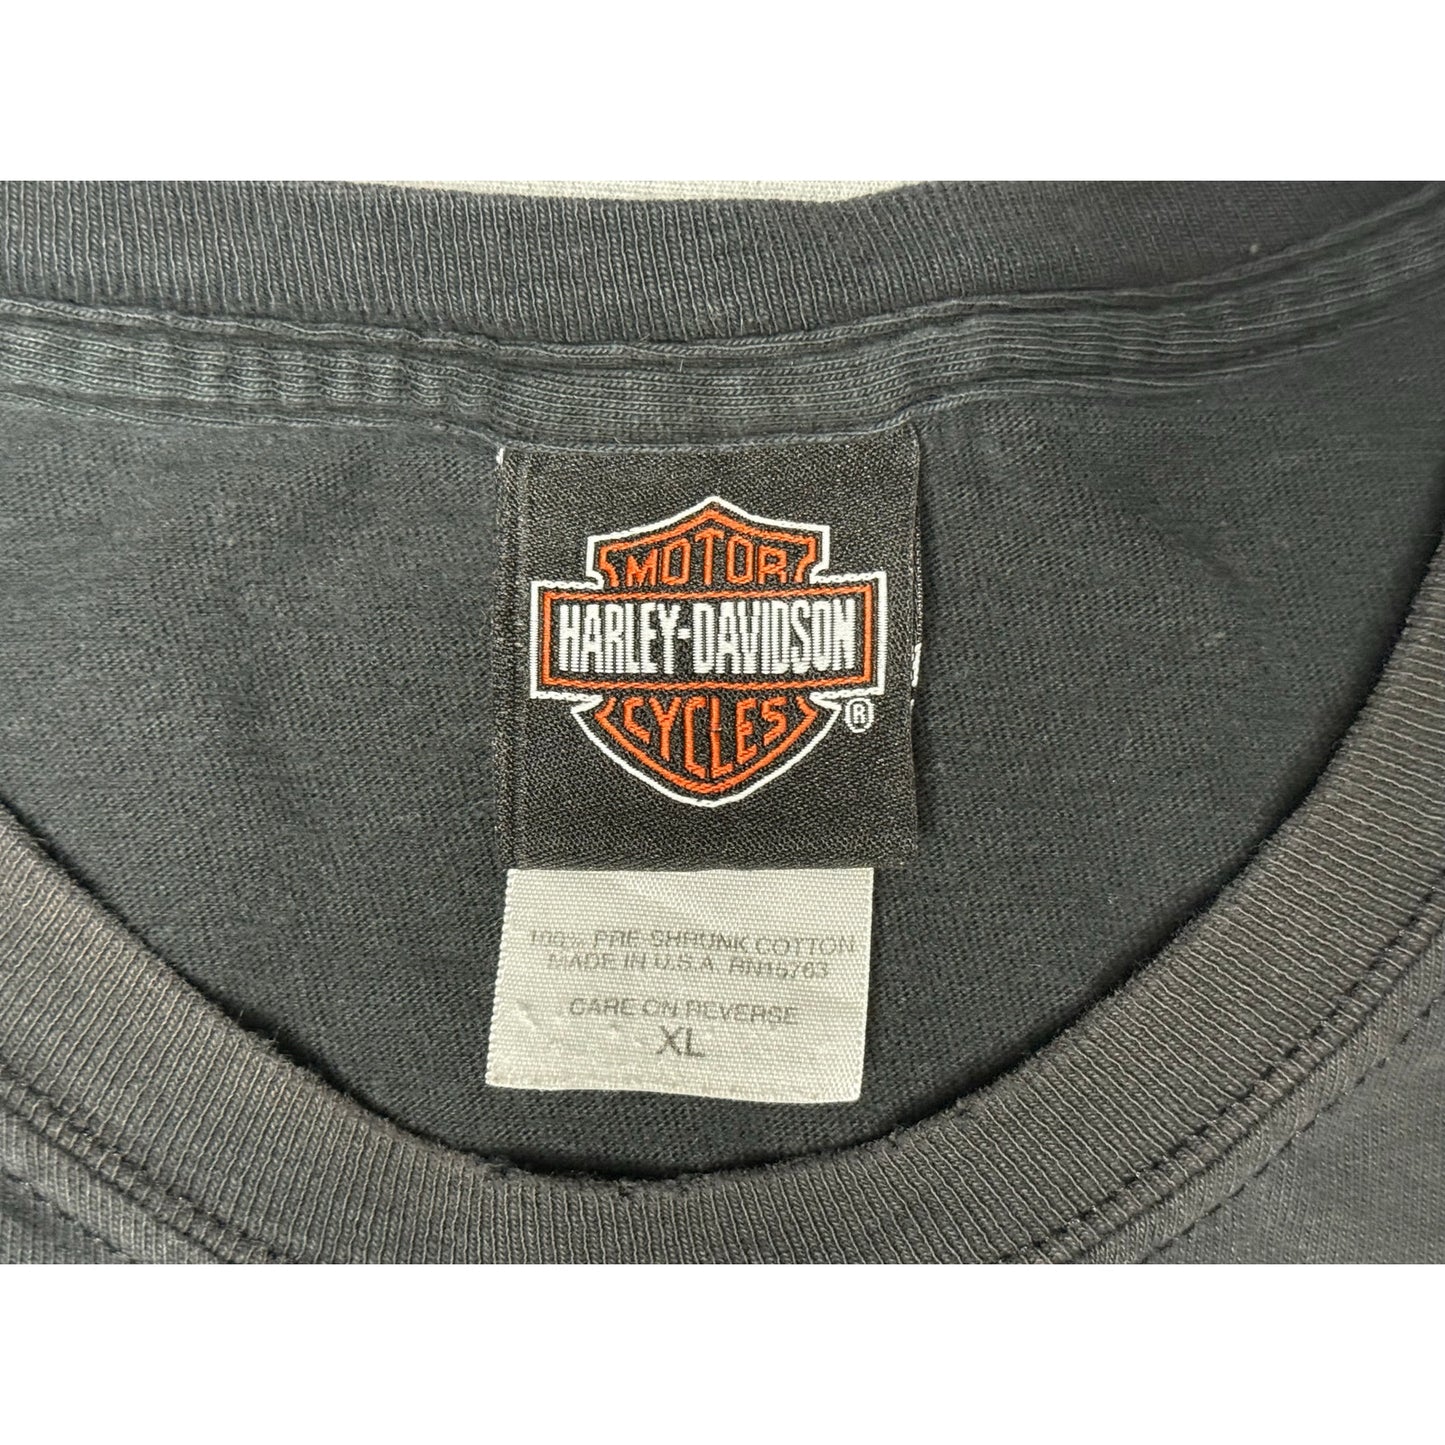 MOTOR
HARLEY-DAVIDSON
CYCLES
®
100% PRE-SHRUNK COTTON
MADE IN U.S.A. RN15763
CARE ON REVERSE
XL